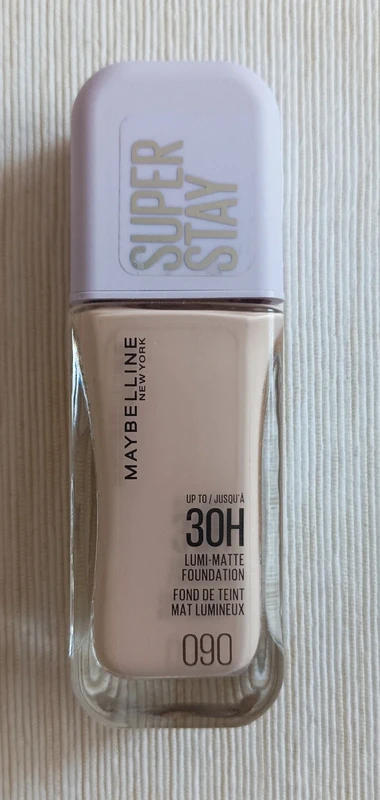 SUPER
STAY
MAYBELLINE
NEW YORK
UP TO / JUSQU'À
30H
LUMI-MATTE
FOUNDATION
FOND DE TEINT
MAT LUMINEUX
090